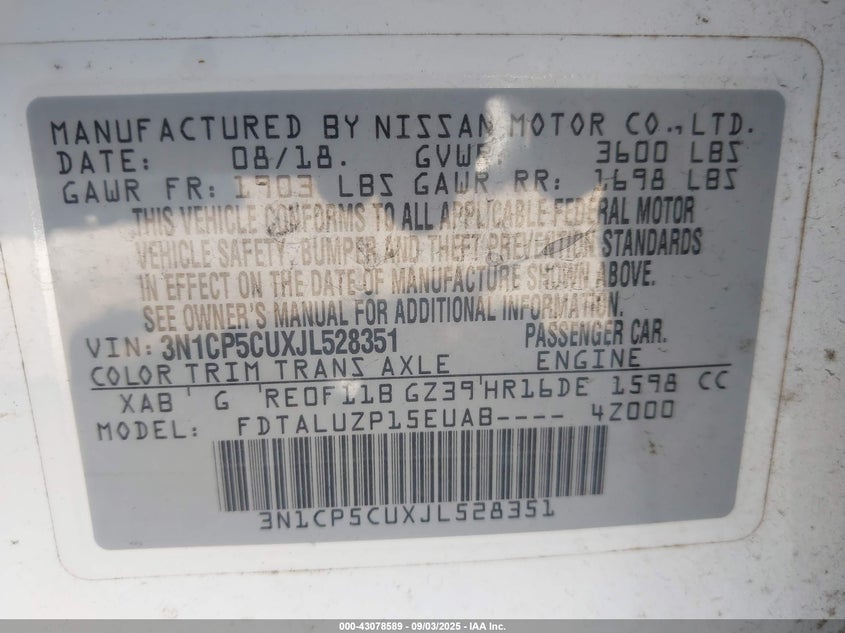 MANUFACTURED BY NISSAN MOTOR CO., LTD.
DATE: 08/18. GVWR: 3600 LBS
GAWR FR: 1903 LBS GAWR RR: 1698 LBS
THIS VEHICLE CONFORMS TO ALL APPLICABLE FEDERAL MOTOR
VEHICLE SAFETY, BUMPER AND THEFT PREVENTION STANDARDS
IN EFFECT ON THE DATE OF MANUFACTURE SHOWN ABOVE.
SEE OWNER'S MANUAL FOR ADDITIONAL INFORMATION.
VIN: 3N1CP5CUXJL528351 PASSENGER CAR.
COLOR TRIM TRANS AXLE ENGINE
XAB G RE0F11B GZ39 HR16DE 1598 CC
MODEL: FDTALUZP15EUAB---- 4Z000
3N1CP5CUXJL528351
000-43078589 - 09/03/2025 - IAA Inc.